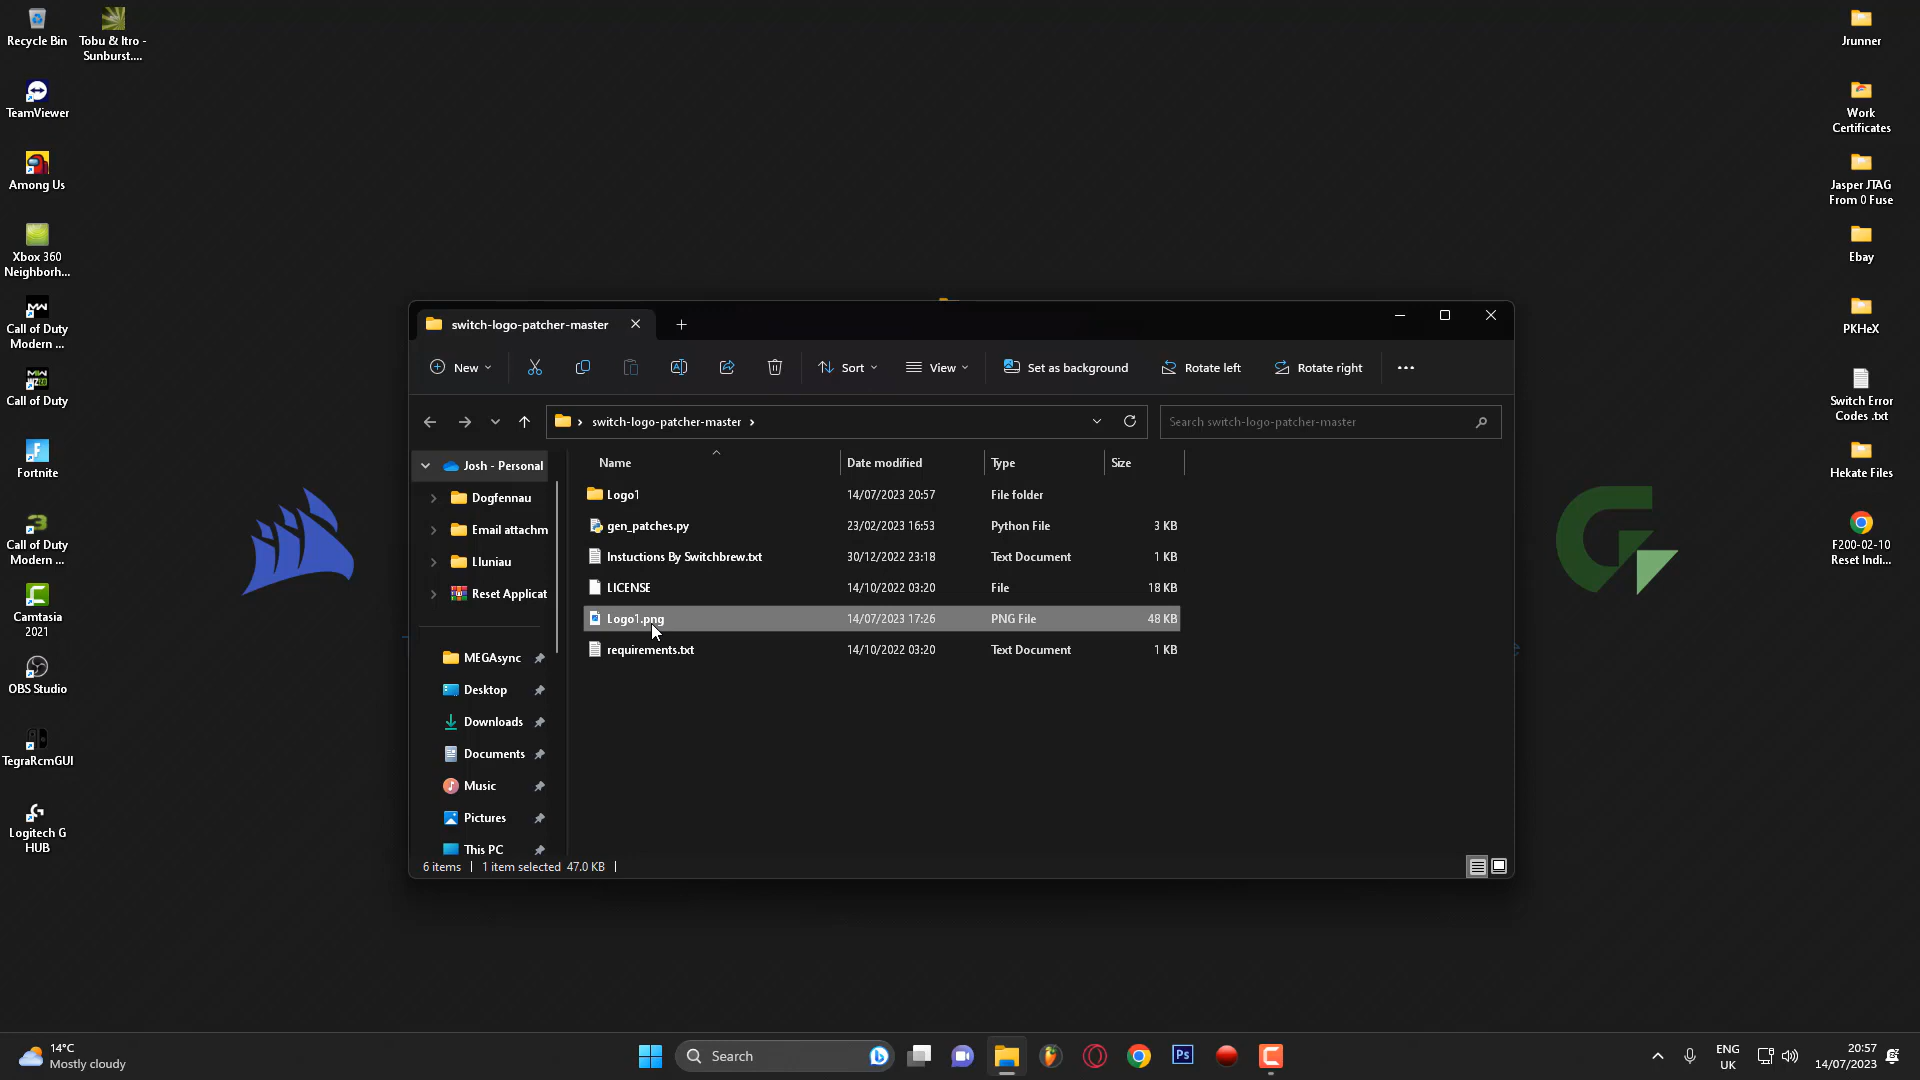 Recycle Bin
Tobu & Itro -
Sunburst....
TeamViewer
Among Us
Xbox 360
Neighborh...
Call of Duty
Modern ...
Call of Duty
Fortnite
Call of Duty
Modern ...
Camtasia
2021
OBS Studio
TegraRcmGUI
Logitech G
HUB
switch-logo-patcher-master
New
Sort
View
Set as background
Rotate left
Rotate right
switch-logo-patcher-master
Search switch-logo-patcher-master
Josh - Personal
Dogfennau
Email attachm
Lluniau
Reset Applicat
MEGAsync
Desktop
Downloads
Documents
Music
Pictures
This PC
Name Date modified Type Size
Logo1 14/07/2023 20:57 File folder
gen_patches.py 23/02/2023 16:53 Python File 3 KB
Instuctions By Switchbrew.txt 30/12/2022 23:18 Text Document 1 KB
LICENSE 14/10/2022 03:20 File 18 KB
Logo1.png 14/07/2023 17:26 PNG File 48 KB
requirements.txt 14/10/2022 03:20 Text Document 1 KB
6 items 1 item selected 47.0 KB
Jrunner
Work
Certificates
Jasper JTAG
From 0 Fuse
Ebay
PKHeX
Switch Error
Codes .txt
Hekate Files
F200-02-10
Reset Indi...
14°C
Mostly cloudy
Search
Ps
ENG
UK
20:57
14/07/2023